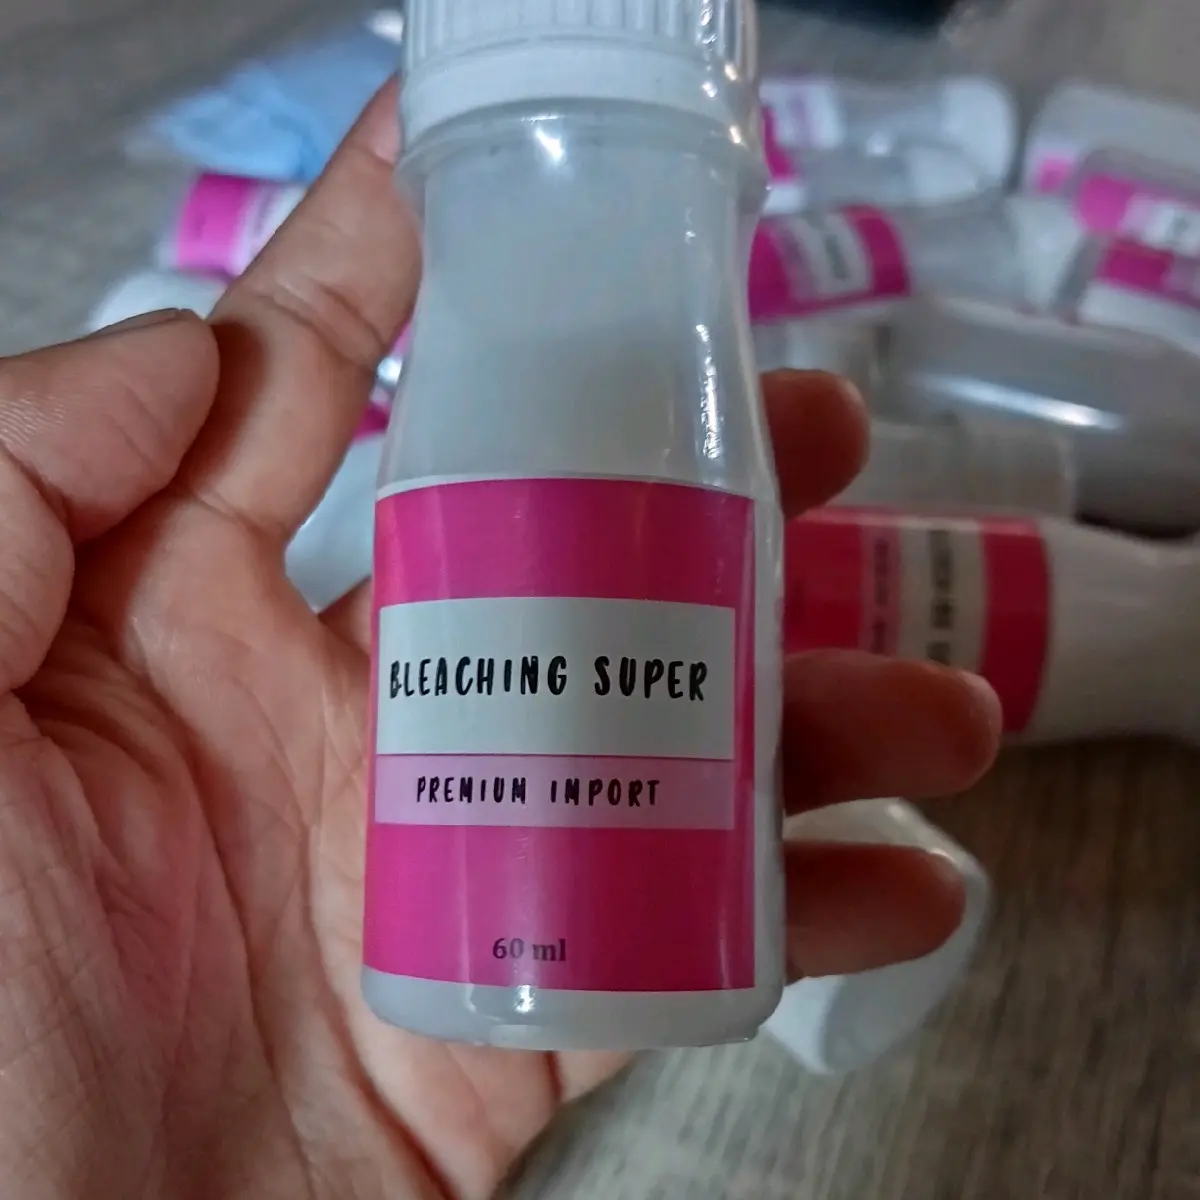 BLEACHING SUPER
PREMIUM IMPORT
60 ml